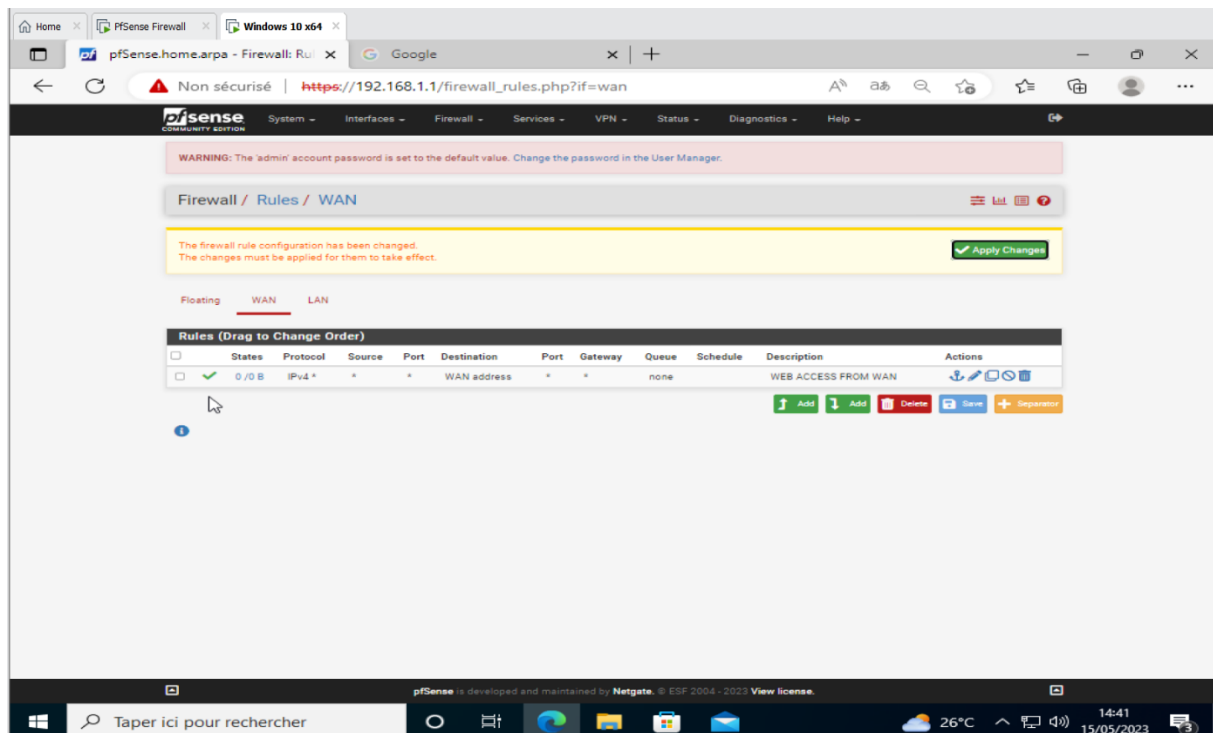 Home
PfSense Firewall
Windows 10 x64
pfSense.home.arpa - Firewall: Rul
Google
Non sécurisé | https://192.168.1.1/firewall_rules.php?if=wan
pfsense COMMUNITY EDITION
System Interfaces Firewall Services VPN Status Diagnostics Help
WARNING: The 'admin' account password is set to the default value. Change the password in the User Manager.
Firewall / Rules / WAN
The firewall rule configuration has been changed.
The changes must be applied for them to take effect.
Apply Changes
Floating WAN LAN
Rules (Drag to Change Order)
States Protocol Source Port Destination Port Gateway Queue Schedule Description Actions
0 /0 B IPv4 * * * WAN address * * none WEB ACCESS FROM WAN
Add Add Delete Save Separator
pfSense is developed and maintained by Netgate. © ESF 2004 - 2023 View license.
Taper ici pour rechercher
26°C
14:41
15/05/2023
3